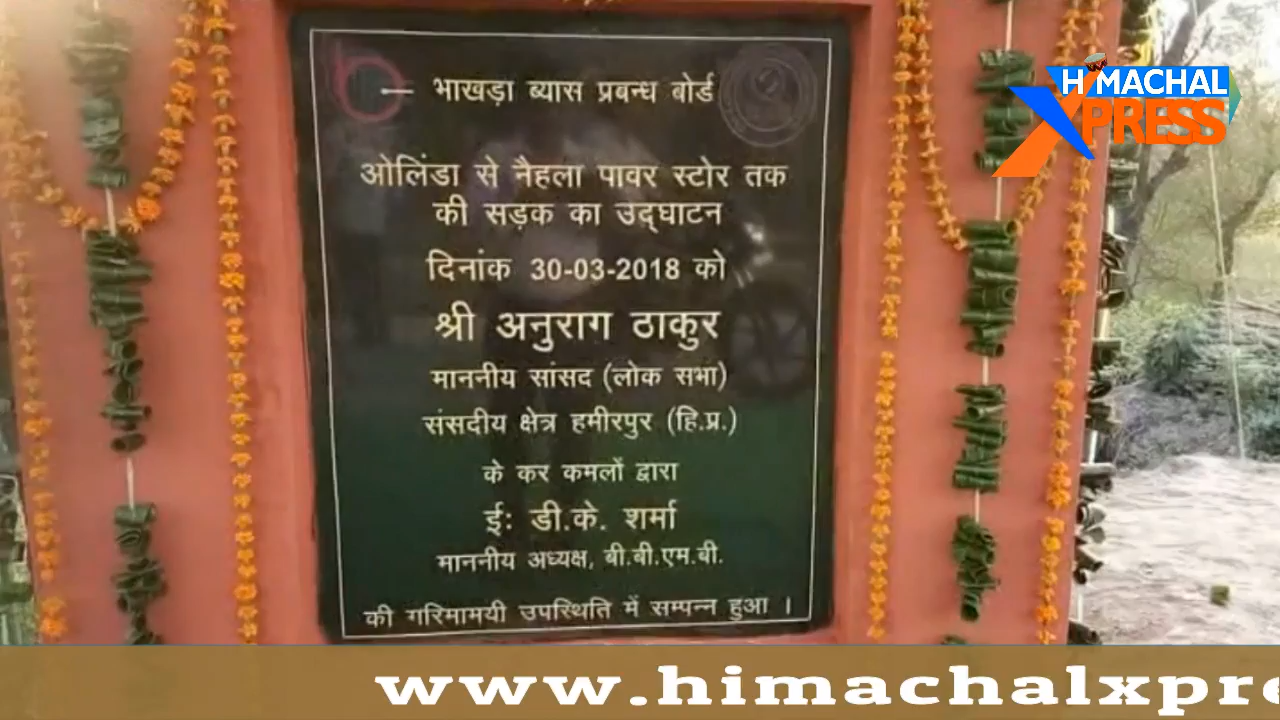 भाखड़ा ब्यास प्रबन्ध बोर्ड
ओलिंडा से नैहला पावर स्टोर तक
की सड़क का उद्‌घाटन
दिनांक 30-03-2018 को
श्री अनुराग ठाकुर
माननीय सांसद (लोक सभा)
संसदीय क्षेत्र हमीरपुर (हि.प्र.)
के कर कमलों द्वारा
ईः डी.के. शर्मा
माननीय अध्यक्ष, बी.बी.एम.बी.
की गरिमामयी उपस्थिति में सम्पन्न हुआ ।
HIMACHAL
XPRESS
www.himachalxpre